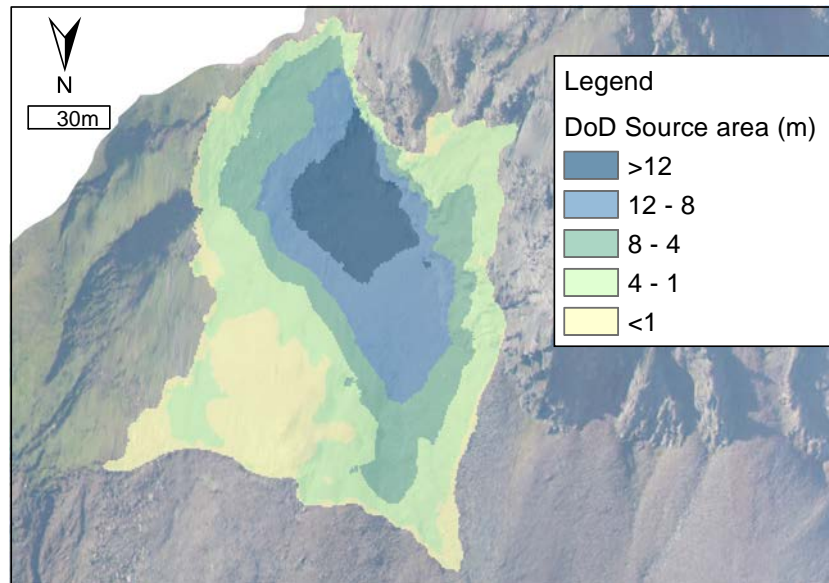 N
30m
Legend
DoD Source area (m)
>12
12 - 8
8 - 4
4 - 1
<1